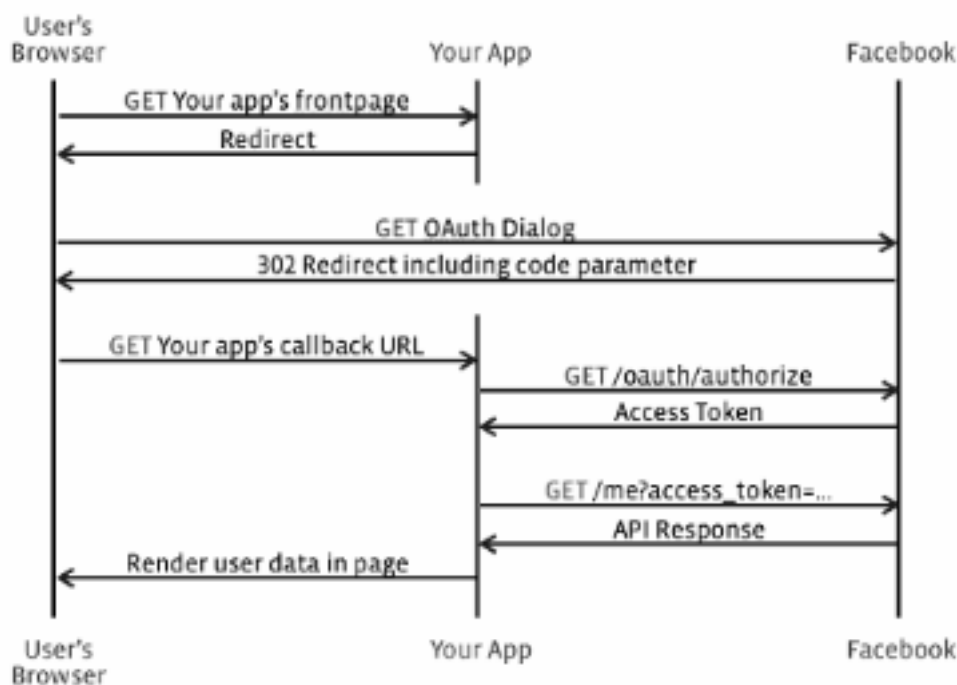 User's
Browser
Your App
Facebook
GET Your app's frontpage
Redirect
GET OAuth Dialog
302 Redirect including code parameter
GET Your app's callback URL
GET /oauth/authorize
Access Token
GET /me?access_token=...
API Response
Render user data in page
User's
Browser
Your App
Facebook